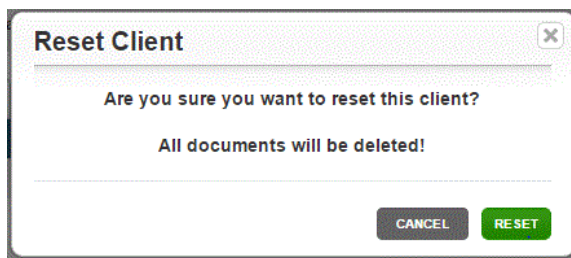 Reset Client
Are you sure you want to reset this client?
All documents will be deleted!
CANCEL
RESET